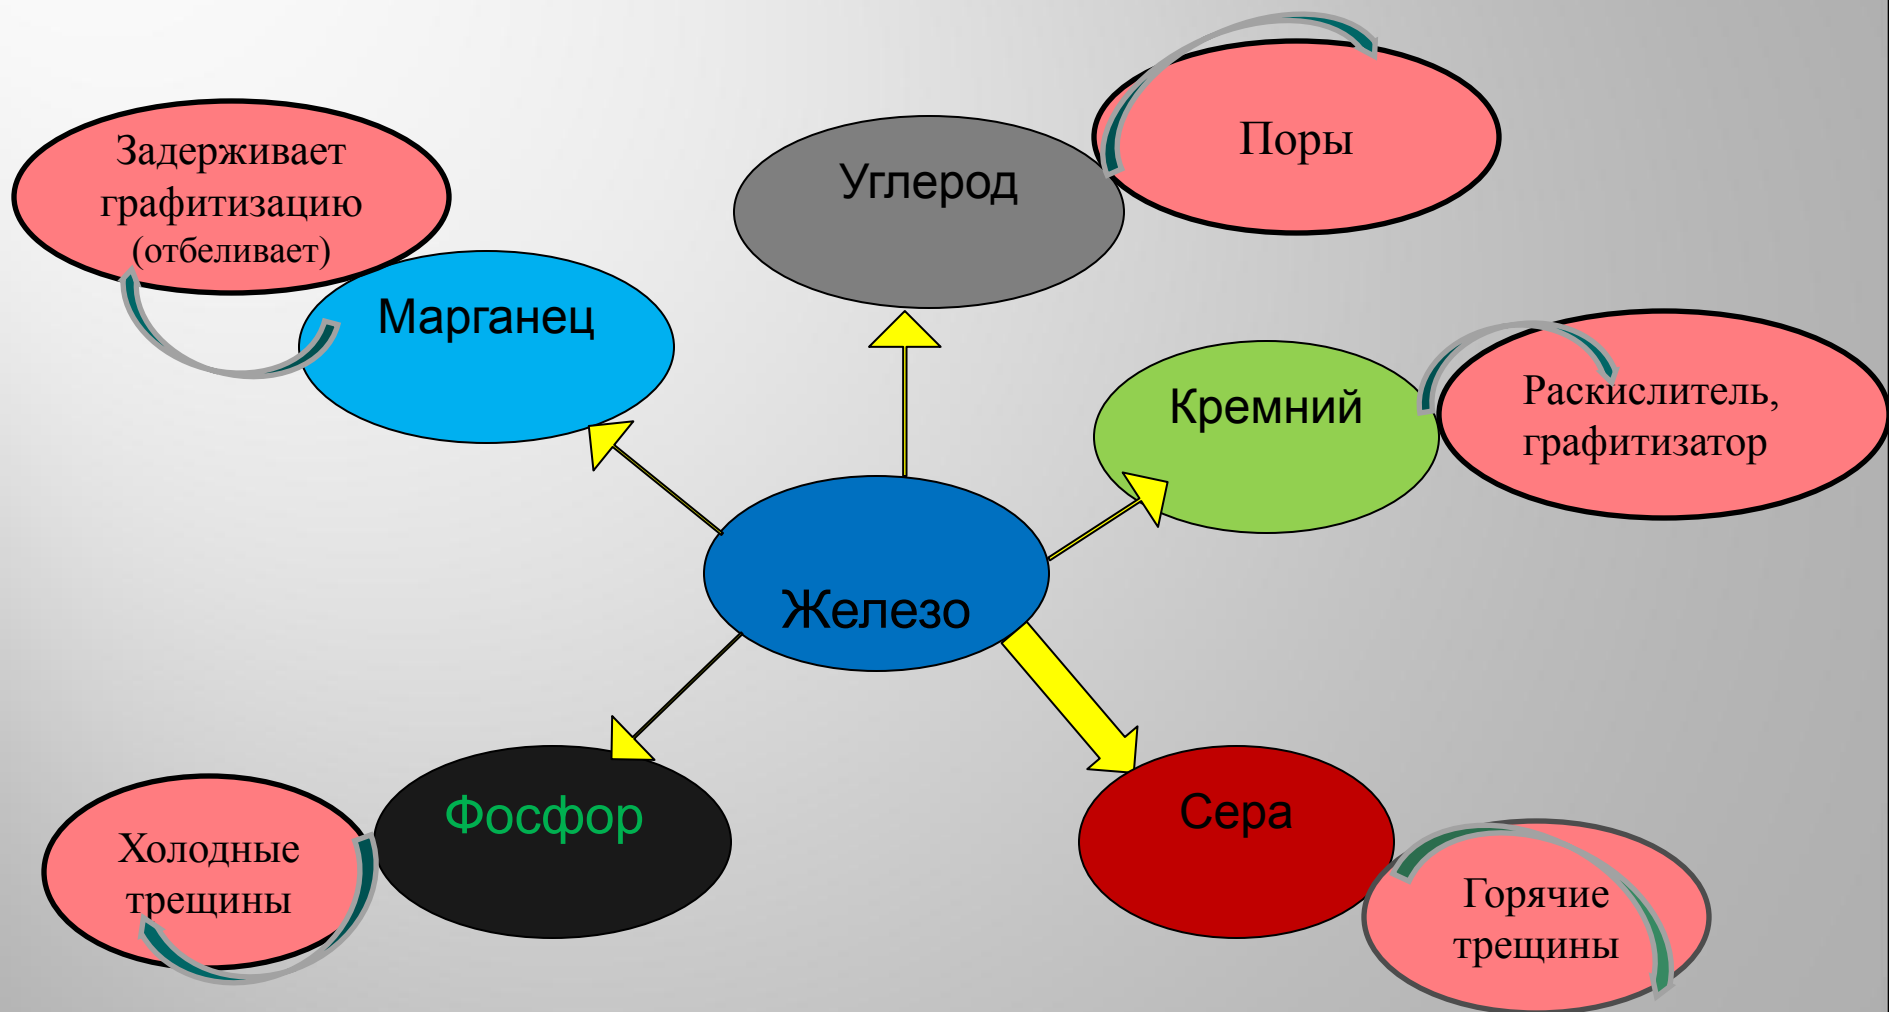 Поры
Углерод
Задерживает
графитизацию
(отбеливает)
Марганец
Кремний
Раскислитель,
графитизатор
Железо
Фосфор
Холодные
трещины
Сера
Горячие
трещины